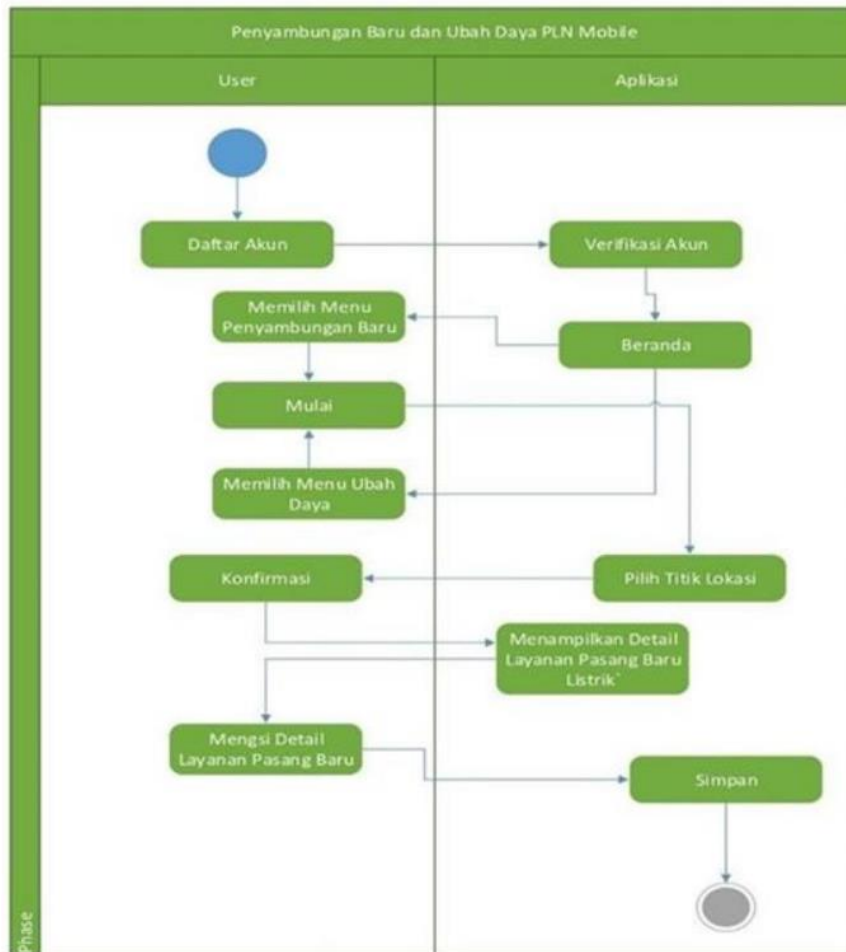 Penyambungan Baru dan Ubah Daya PLN Mobile
User
Aplikasi
Daftar Akun
Verifikasi Akun
Memilih Menu
Penyambungan Baru
Beranda
Mulai
Memilih Menu Ubah
Daya
Konfirmasi
Pilih Titik Lokasi
Menampilkan Detail
Layanan Pasang Baru
Listrik`
Mengsi Detail
Layanan Pasang Baru
Simpan
Phase